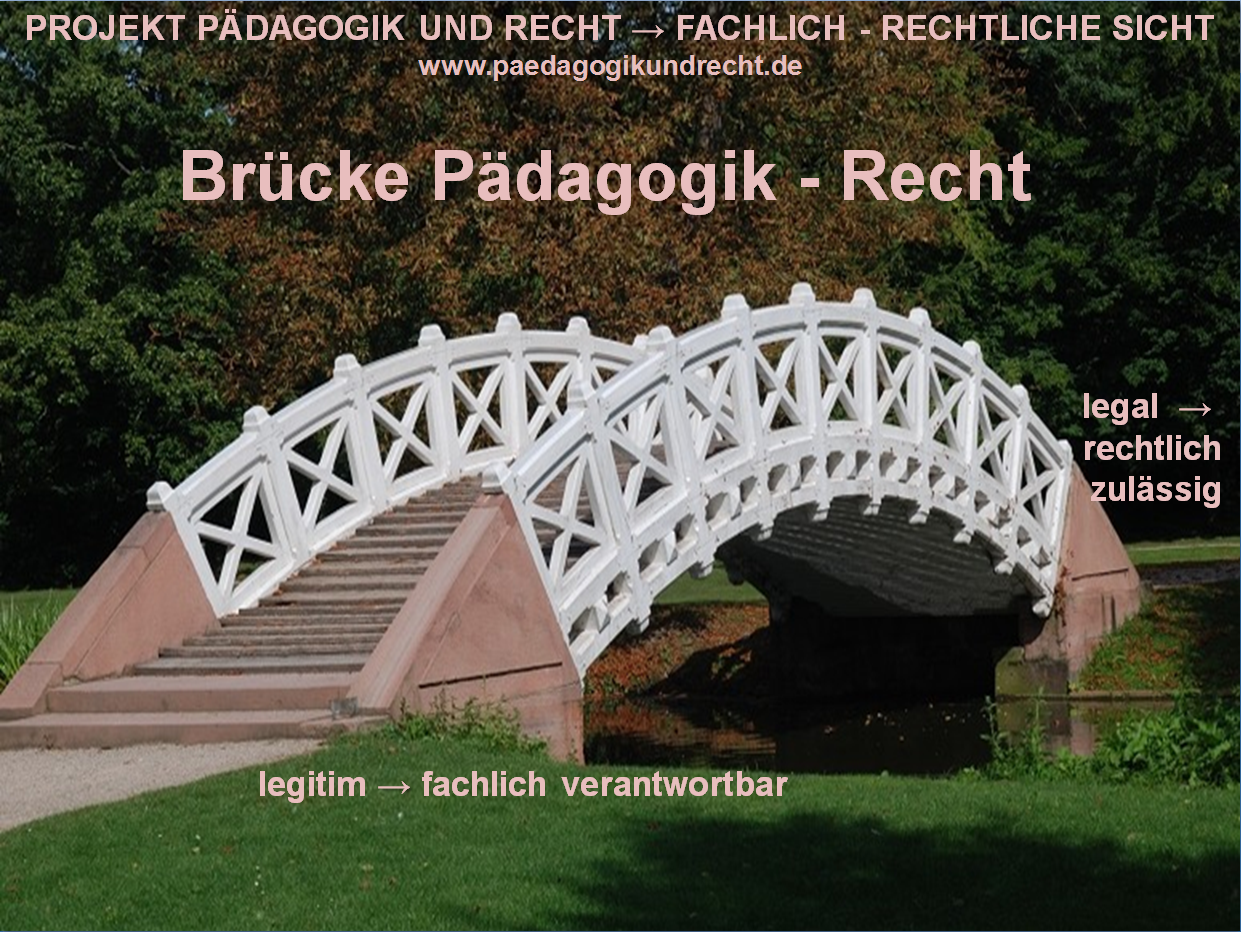 PROJEKT PÄDAGOGIK UND RECHT → FACHLICH - RECHTLICHE SICHT
www.paedagogikundrecht.de
Brücke Pädagogik - Recht
legal →
rechtlich
zulässig
legitim → fachlich verantwortbar